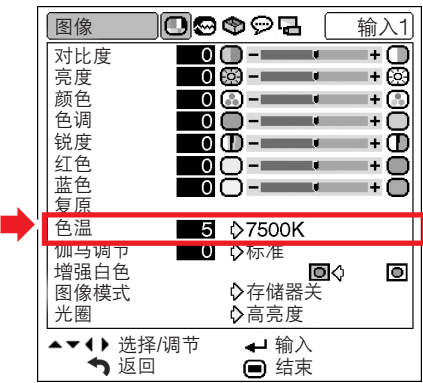 图像 输入1
对比度 0 - +
亮度 0 - +
颜色 0 - +
色调 0 - +
锐度 0 - +
红色 0 - +
蓝色 0 - +
复原
色温 5 7500K
伽马调节 0 标准
增强白色
图像模式 存储器关
光圈 高亮度
选择/调节 输入
返回 结束